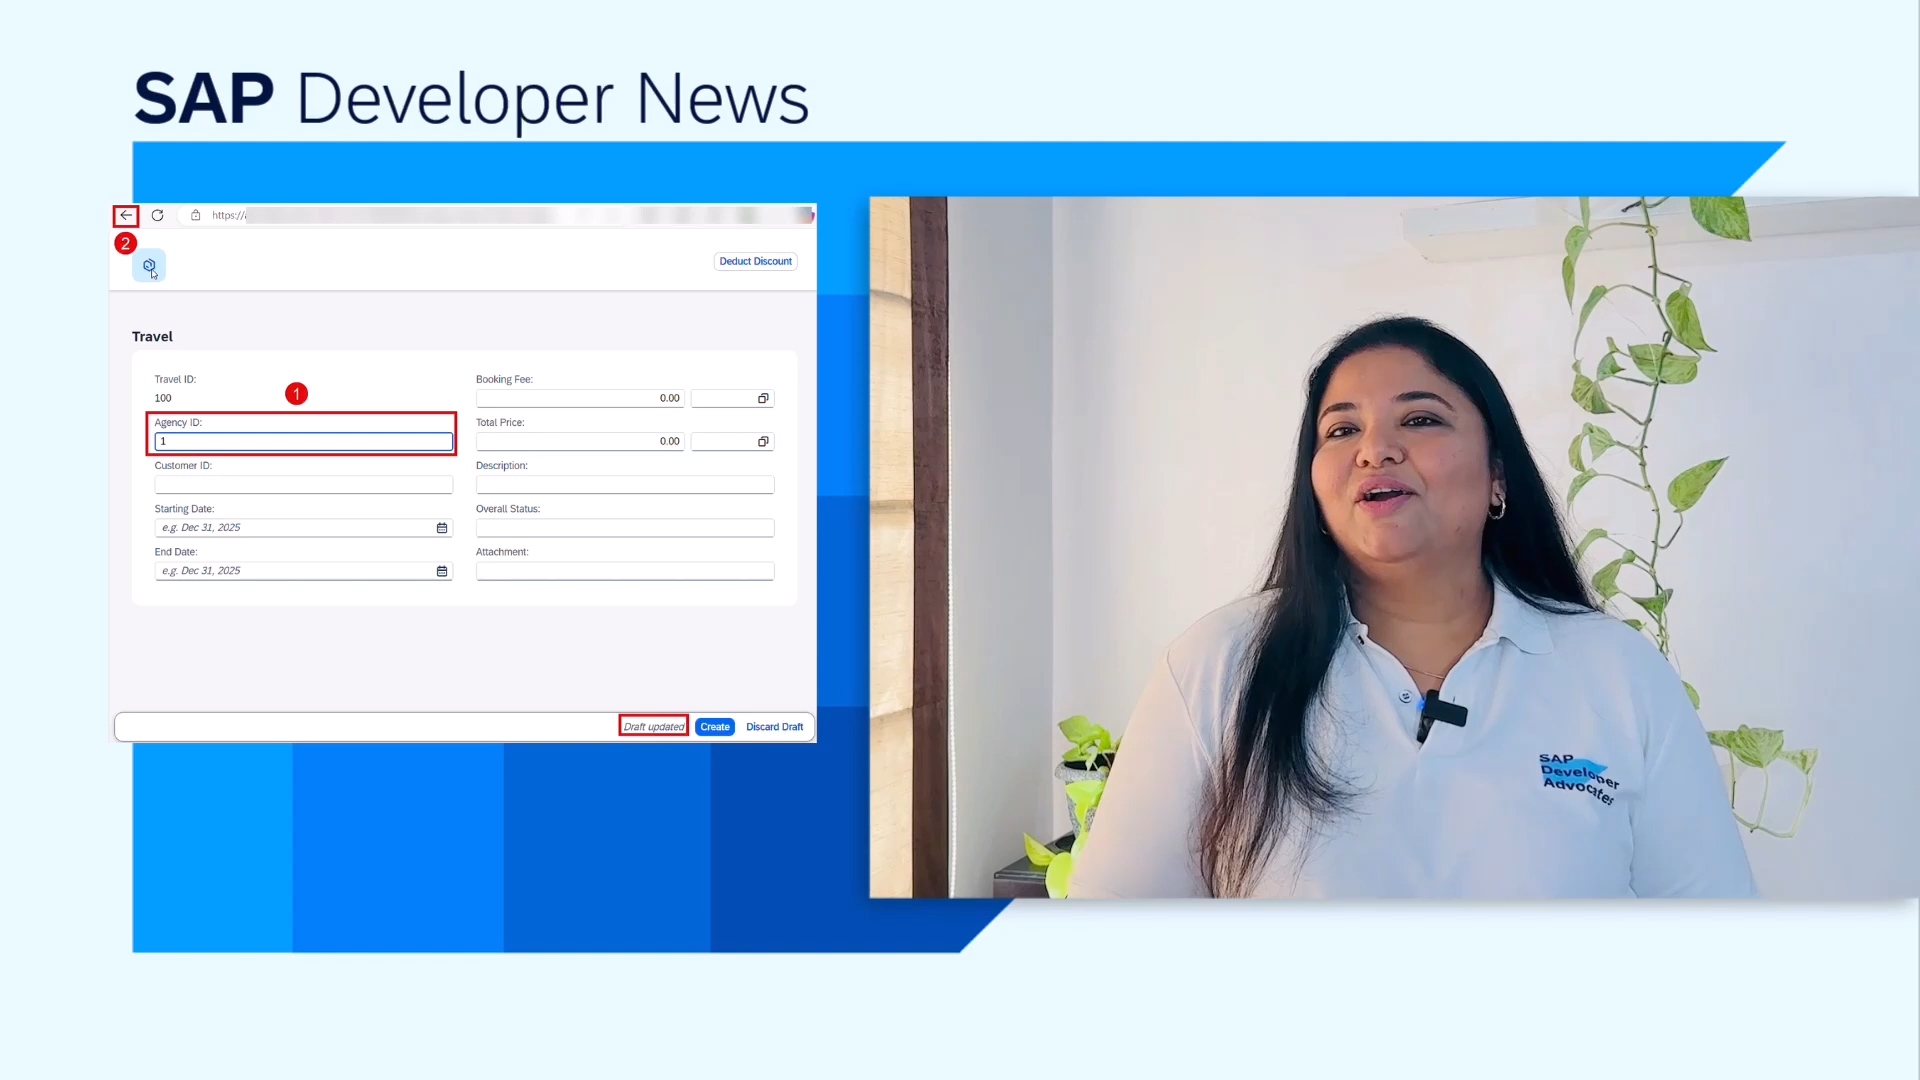 SAP Developer News
https://
2
Deduct Discount
Travel
Travel ID:
100
1
Agency ID:
1
Customer ID:
Starting Date:
e.g. Dec 31, 2025
End Date:
e.g. Dec 31, 2025
Booking Fee:
0.00
Total Price:
0.00
Description:
Overall Status:
Attachment:
Draft updated
Create
Discard Draft
SAP
Developer
Advocates